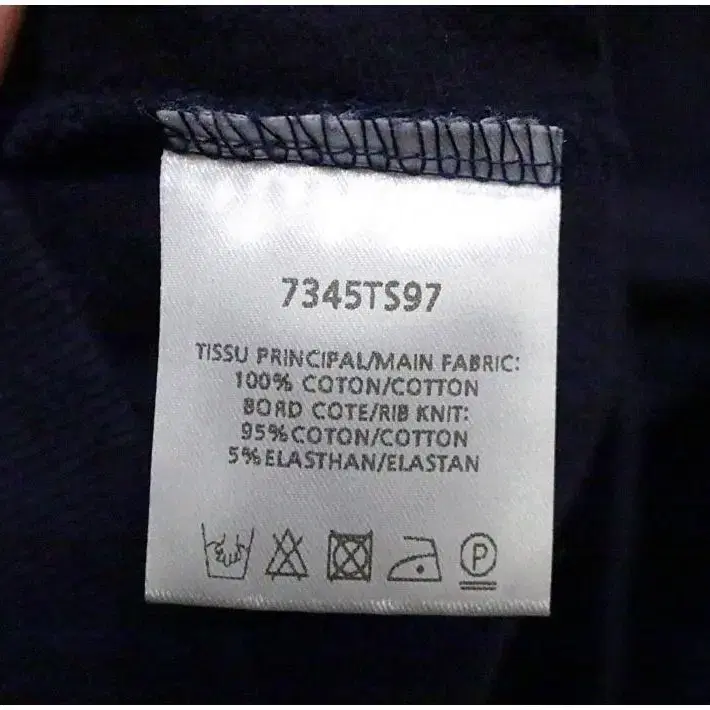 7345TS97
TISSU PRINCIPAL/MAIN FABRIC:
100% COTON/COTTON
BORD COTE/RIB KNIT:
95%COTON/COTTON
5%ELASTHAN/ELASTAN
P